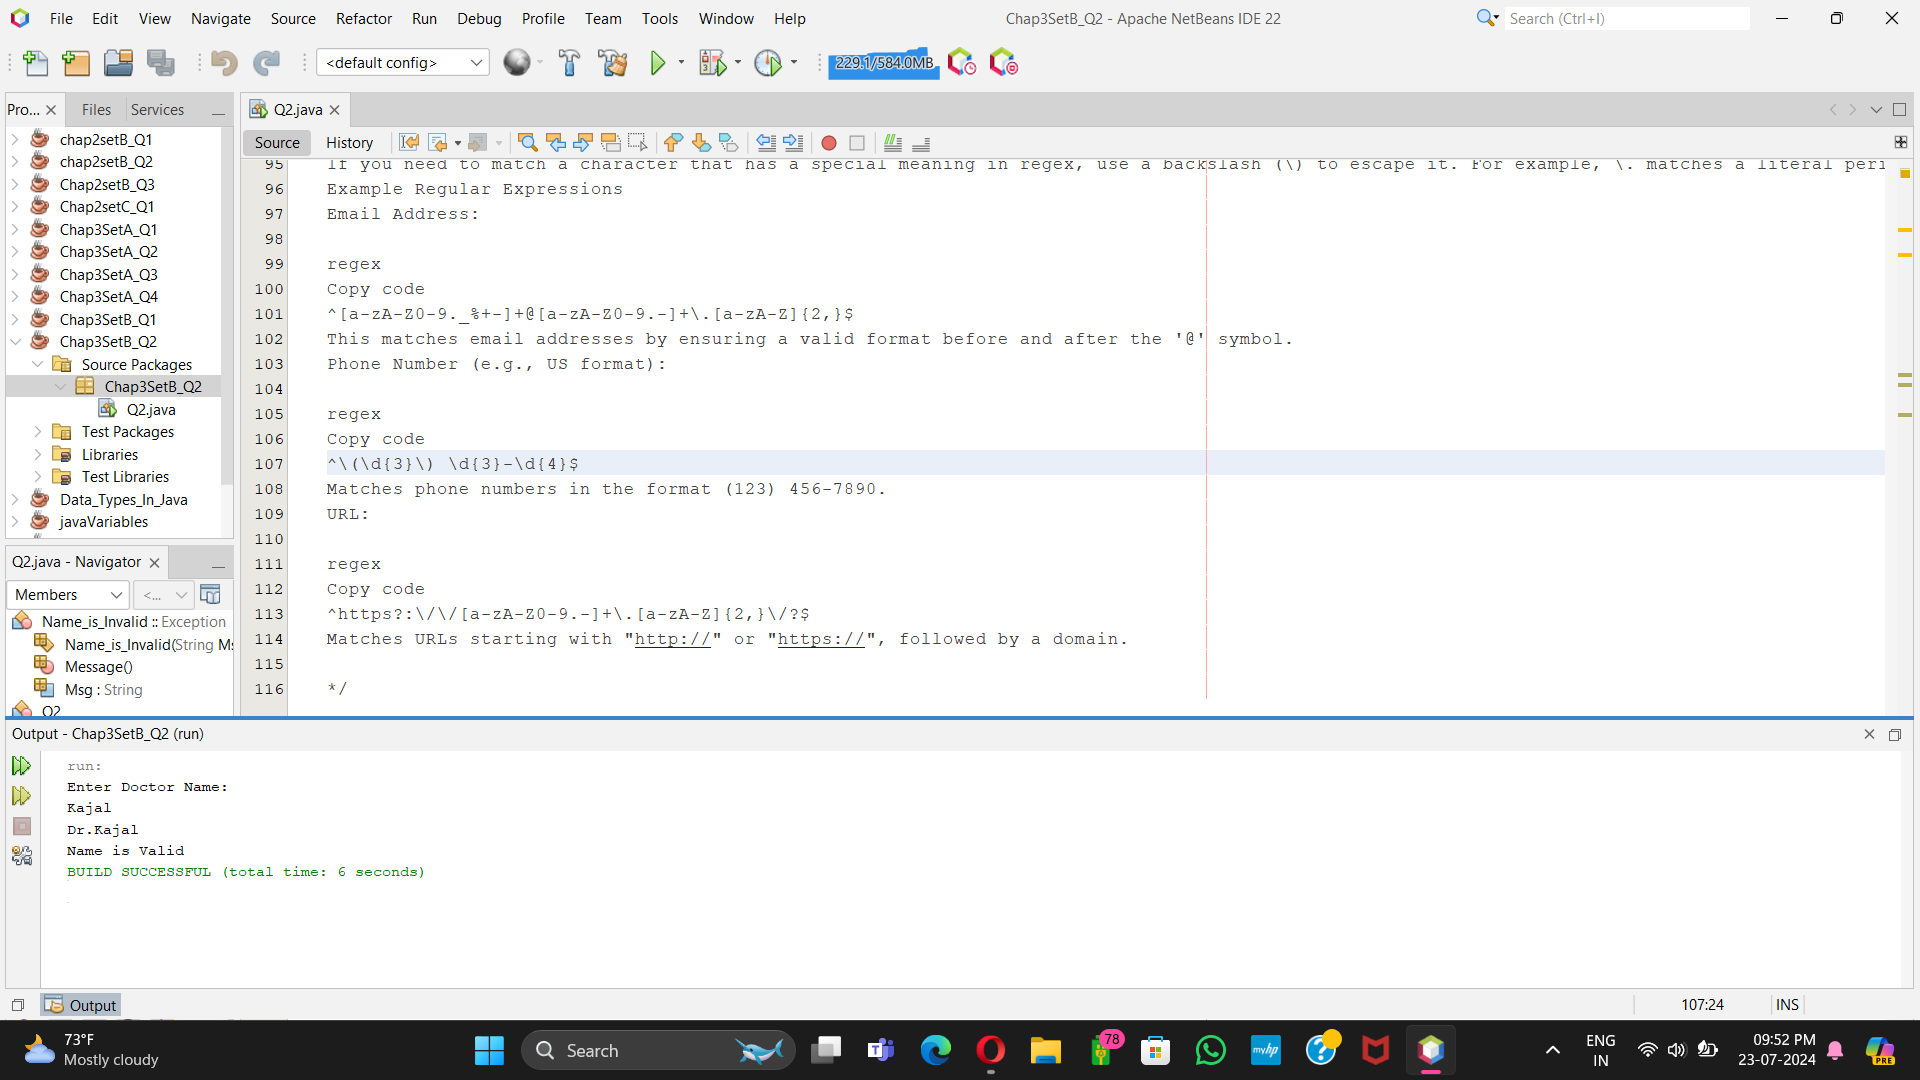 File Edit View Navigate Source Refactor Run Debug Profile Team Tools Window Help
Chap3SetB_Q2 - Apache NetBeans IDE 22
Search (Ctrl+I)
<default config>
229.1/584.0MB
Pro...
Files
Services
chap2setB_Q1
chap2setB_Q2
Chap2setB_Q3
Chap2setC_Q1
Chap3SetA_Q1
Chap3SetA_Q2
Chap3SetA_Q3
Chap3SetA_Q4
Chap3SetB_Q1
Chap3SetB_Q2
Source Packages
Chap3SetB_Q2
Q2.java
Test Packages
Libraries
Test Libraries
Data_Types_In_Java
javaVariables
Q2.java - Navigator
Members
<...
Name_is_Invalid :: Exception
Name_is_Invalid(String Ms
Message()
Msg : String
Q2
Q2.java
Source History
95 If you need to match a character that has a special meaning in regex, use a backslash (\) to escape it. For example, \. matches a literal peri
96 Example Regular Expressions
97 Email Address:
98
99 regex
100 Copy code
101 ^[a-zA-Z0-9._%+-]+@[a-zA-Z0-9.-]+\.[a-zA-Z]{2,}$
102 This matches email addresses by ensuring a valid format before and after the '@' symbol.
103 Phone Number (e.g., US format):
104
105 regex
106 Copy code
107 ^\(\d{3}\) \d{3}-\d{4}$
108 Matches phone numbers in the format (123) 456-7890.
109 URL:
110
111 regex
112 Copy code
113 ^https?:\/\/[a-zA-Z0-9.-]+\.[a-zA-Z]{2,}\/?$
114 Matches URLs starting with "http://" or "https://", followed by a domain.
115
116 */
Output - Chap3SetB_Q2 (run)
run:
Enter Doctor Name:
Kajal
Dr.Kajal
Name is Valid
BUILD SUCCESSFUL (total time: 6 seconds)
Output
107:24
INS
73°F
Mostly cloudy
Search
78
myhp
ENG
IN
09:52 PM
23-07-2024
PRE